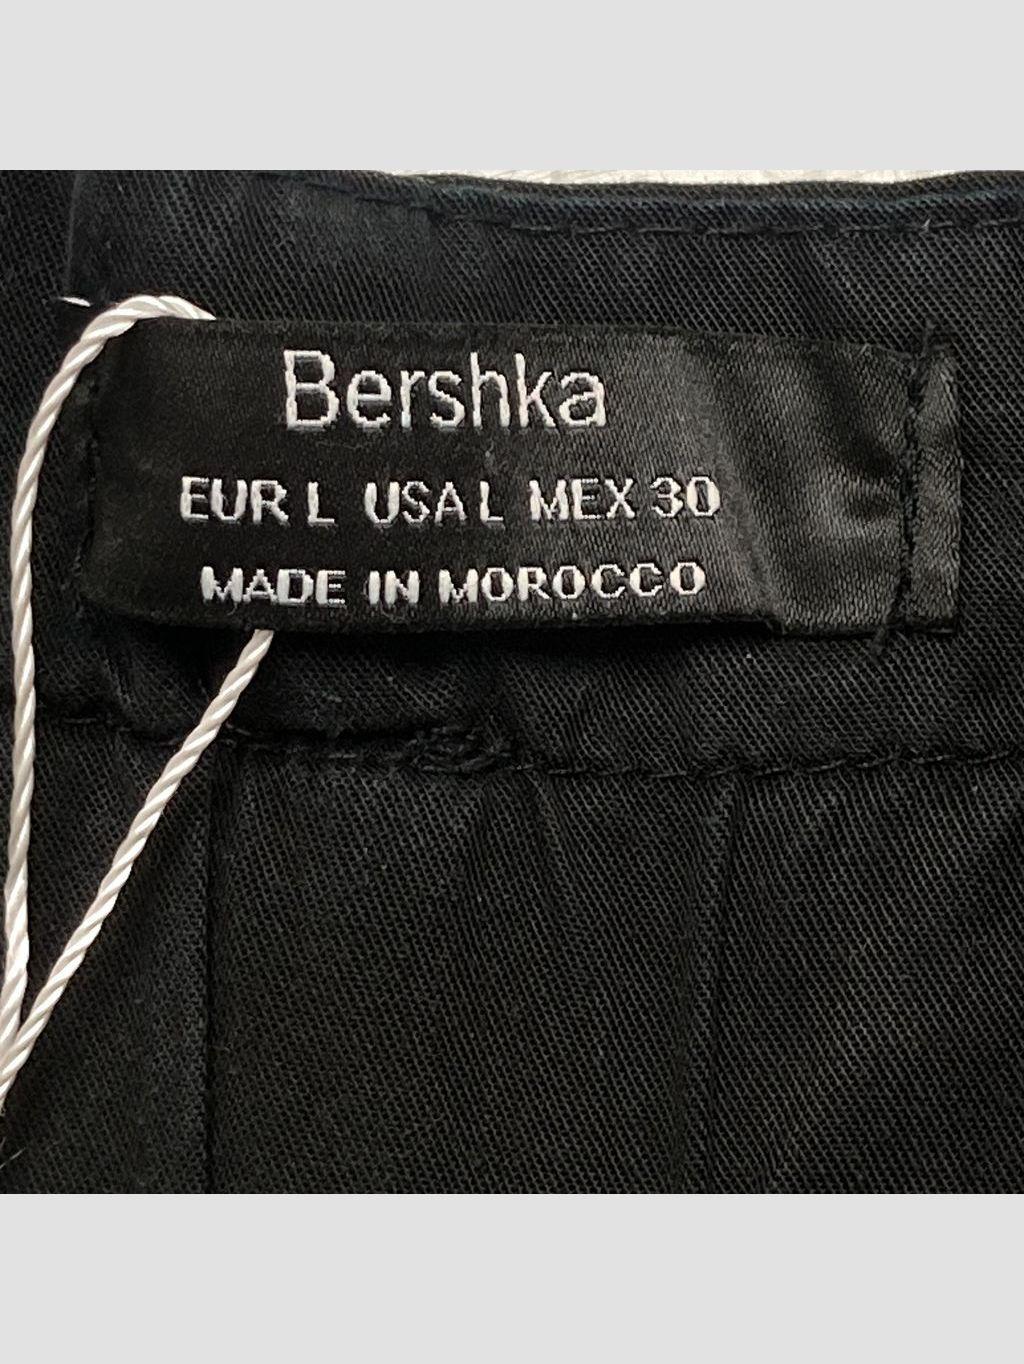 Bershka
EUR L USA L MEX 30
MADE IN MOROCCO